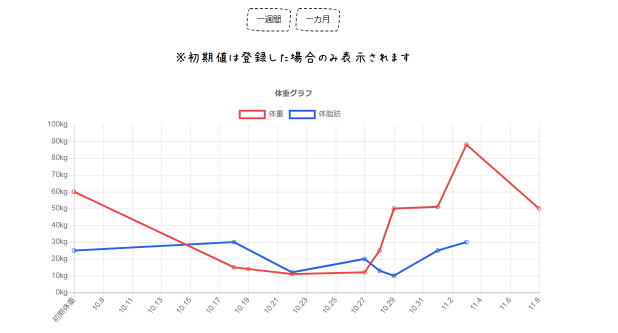 一週間 一カ月
※初期値は登録した場合のみ表示されます
体重グラフ
体重 体脂肪
100kg
90kg
80kg
70kg
60kg
50kg
40kg
30kg
20kg
10kg
0kg
初期体重 10.9 10.11 10.13 10.15 10.17 10.19 10.21 10.23 10.25 10.27 10.29 10.31 11.2 11.4 11.6 11.8